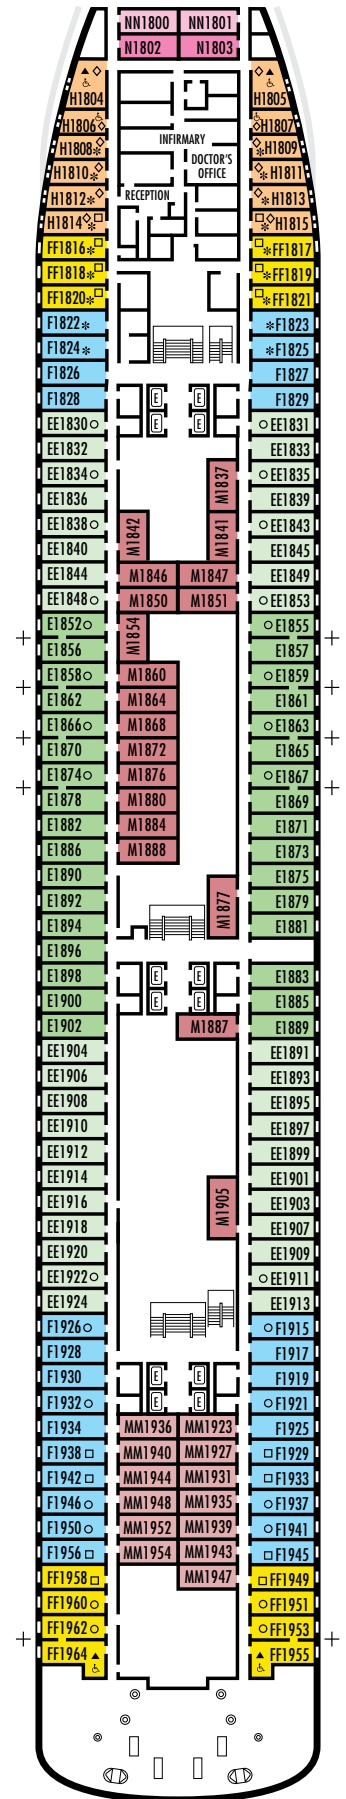 NN1800 NN1801
N1802 N1803
H1804 H1805
H1806 H1807
INFIRMARY
H1808 H1809
DOCTOR'S
OFFICE
H1810 H1811
RECEPTION
H1812 H1813
H1814 H1815
FF1816 FF1817
FF1818 FF1819
FF1820 FF1821
F1822 F1823
F1824 F1825
F1826 F1827
F1828 E E F1829
EE1830 E E EE1831
EE1832 EE1833
EE1834 M1837 EE1835
EE1836 EE1839
EE1838 M1842 M1841 EE1843
EE1840 EE1845
EE1844 M1846 M1847 EE1849
EE1848 M1850 M1851 EE1853
E1852 M1854 E1855
E1856 E1857
E1858 M1860 E1859
E1862 M1864 E1861
E1866 M1868 E1863
E1870 M1872 E1865
E1874 M1876 E1867
E1878 M1880 E1869
E1882 M1884 E1871
E1886 M1888 E1873
E1890 E1875
E1892 M1877 E1879
E1894 E1881
E1896
E1898 E E E1883
E1900 E E E1885
E1902 M1887 E1889
EE1904 EE1891
EE1906 EE1893
EE1908 EE1895
EE1910 EE1897
EE1912 EE1899
EE1914 EE1901
EE1916 M1905 EE1903
EE1918 EE1907
EE1920 EE1909
EE1922 EE1911
EE1924 EE1913
F1926 F1915
F1928 F1917
F1930 E E F1919
F1932 E E F1921
F1934 MM1936 MM1923 F1925
F1938 MM1940 MM1927 F1929
F1942 MM1944 MM1931 F1933
F1946 MM1948 MM1935 F1937
F1950 MM1952 MM1939 F1941
F1956 MM1954 MM1943 F1945
FF1958 MM1947 FF1949
FF1960 FF1951
FF1962 FF1953
FF1964 FF1955